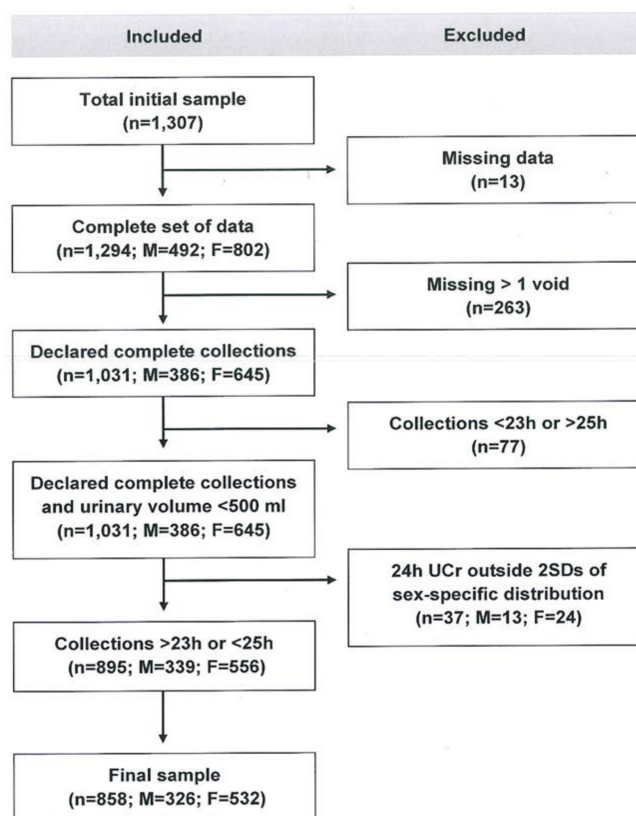 Included
Excluded
Total initial sample
(n=1,307)
Missing data
(n=13)
Complete set of data
(n=1,294; M=492; F=802)
Missing > 1 void
(n=263)
Declared complete collections
(n=1,031; M=386; F=645)
Collections <23h or >25h
(n=77)
Declared complete collections
and urinary volume <500 ml
(n=1,031; M=386; F=645)
24h UCr outside 2SDs of
sex-specific distribution
(n=37; M=13; F=24)
Collections >23h or <25h
(n=895; M=339; F=556)
Final sample
(n=858; M=326; F=532)